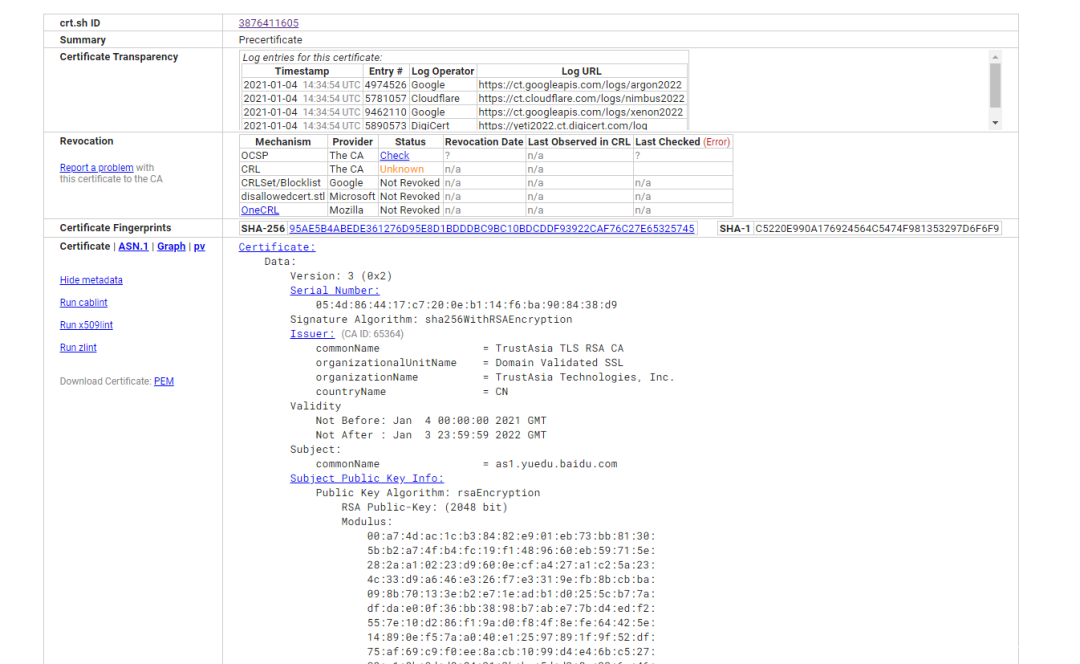 crt.sh ID 3876411605
Summary Precertificate
Certificate Transparency Log entries for this certificate:
Timestamp Entry # Log Operator Log URL
2021-01-04 14:34:54 UTC 4974526 Google https://ct.googleapis.com/logs/argon2022
2021-01-04 14:34:54 UTC 5781057 Cloudflare https://ct.cloudflare.com/logs/nimbus2022
2021-01-04 14:34:54 UTC 9462110 Google https://ct.googleapis.com/logs/xenon2022
2021-01-04 14:34:54 UTC 5890573 DigiCert https://yeti2022.ct.digicert.com/log
Revocation Mechanism Provider Status Revocation Date Last Observed in CRL Last Checked (Error)
OCSP The CA Check ? n/a ?
Report a problem with CRL The CA Unknown n/a n/a
this certificate to the CA CRLSet/Blocklist Google Not Revoked n/a n/a n/a
disallowedcert.stl Microsoft Not Revoked n/a n/a n/a
OneCRL Mozilla Not Revoked n/a n/a n/a
Certificate Fingerprints SHA-256 95AE5B4ABEDE361276D95E8D1BDDDBC9BC10BDCDDF93922CAF76C27E65325745 SHA-1 C5220E990A176924564C5474F981353297D6F6F9
Certificate | ASN.1 | Graph | pv Certificate:
Data:
Version: 3 (0x2)
Hide metadata Serial Number:
Run cablint 05:4d:86:44:17:c7:20:0e:b1:14:f6:ba:90:84:38:d9
Run x509lint Signature Algorithm: sha256WithRSAEncryption
Issuer: (CA ID: 65364)
Run zlint commonName = TrustAsia TLS RSA CA
organizationalUnitName = Domain Validated SSL
Download Certificate: PEM organizationName = TrustAsia Technologies, Inc.
countryName = CN
Validity
Not Before: Jan 4 00:00:00 2021 GMT
Not After : Jan 3 23:59:59 2022 GMT
Subject:
commonName = as1.yuedu.baidu.com
Subject Public Key Info:
Public Key Algorithm: rsaEncryption
RSA Public-Key: (2048 bit)
Modulus:
00:a7:4d:ac:1c:b3:84:82:e9:01:eb:73:bb:81:30:
5b:b2:a7:4f:b4:fc:19:f1:48:96:60:eb:59:71:5e:
28:2a:a1:02:23:d9:60:0e:cf:a4:27:a1:c2:5a:23:
4c:33:d9:a6:46:e3:26:f7:e3:31:9e:fb:8b:cb:ba:
09:8b:70:13:3e:b2:e7:1e:ad:b1:d0:25:5c:b7:7a:
df:da:e0:0f:36:bb:38:98:b7:ab:e7:7b:d4:ed:f2:
55:7e:10:d2:86:f1:9a:d0:f8:4f:8e:fe:64:42:5e:
14:89:0e:f5:7a:a0:40:e1:25:97:89:1f:9f:52:df:
75:af:69:c9:f0:ee:8a:cb:10:99:d4:e4:6b:c5:27: